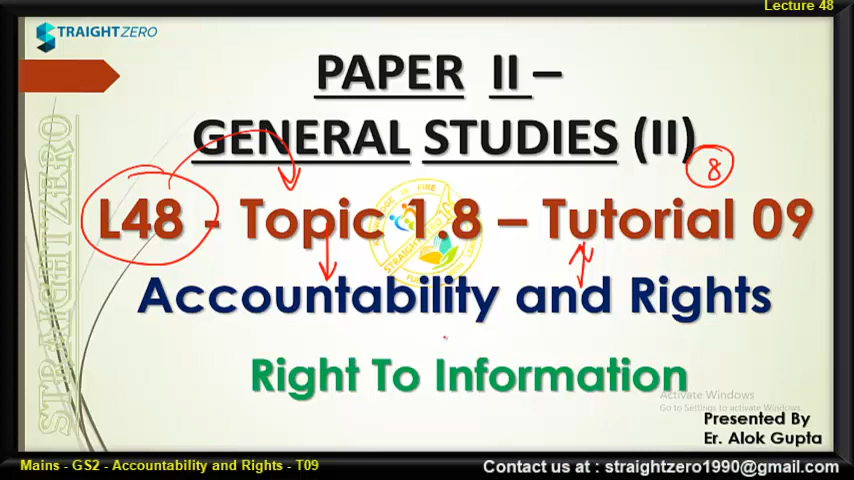 Lecture 48
STRAIGHTZERO
PAPER II –
GENERAL STUDIES (II)
8
L48 - Topic 1.8 – Tutorial 09
Accountability and Rights
Right To Information
STRAIGHTZERO
Activate Windows
Go to Settings to activate Windows.
Presented By
Er. Alok Gupta
Mains - GS2 - Accountability and Rights - T09
Contact us at : straightzero1990@gmail.com